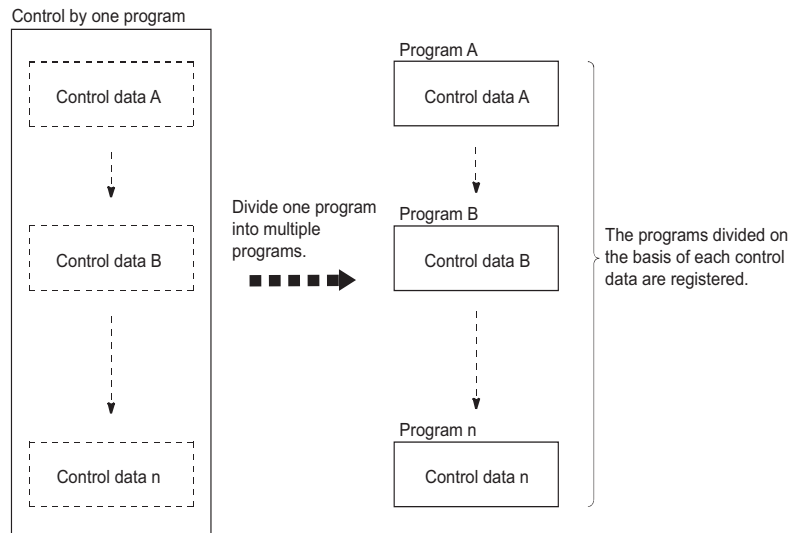 Control by one program
Control data A
Control data B
Control data n
Divide one program
into multiple
programs.
Program A
Control data A
Program B
Control data B
Program n
Control data n
The programs divided on
the basis of each control
data are registered.